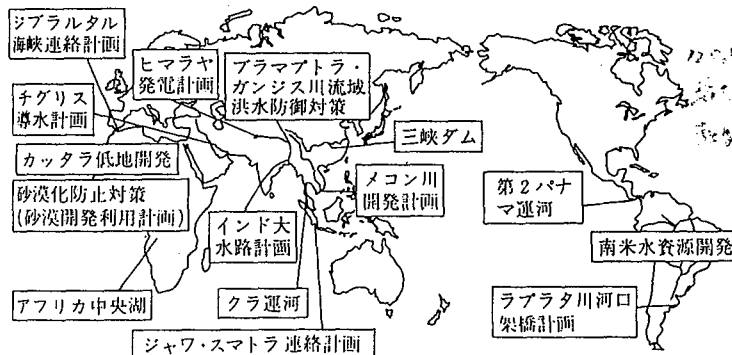 ジブラルタル
海峡連絡計画
ヒマラヤ
発電計画
ブラマプトラ・
ガンジス川流域
洪水防御対策
チグリス
導水計画
三峡ダム
カッタラ低地開発
砂漠化防止対策
(砂漠開発利用計画)
メコン川
開発計画
第2パナ
マ運河
インド大
水路計画
南米水資源開発
アフリカ中央湖
クラ運河
ラプラタ川河口
架橋計画
ジャワ・スマトラ連絡計画